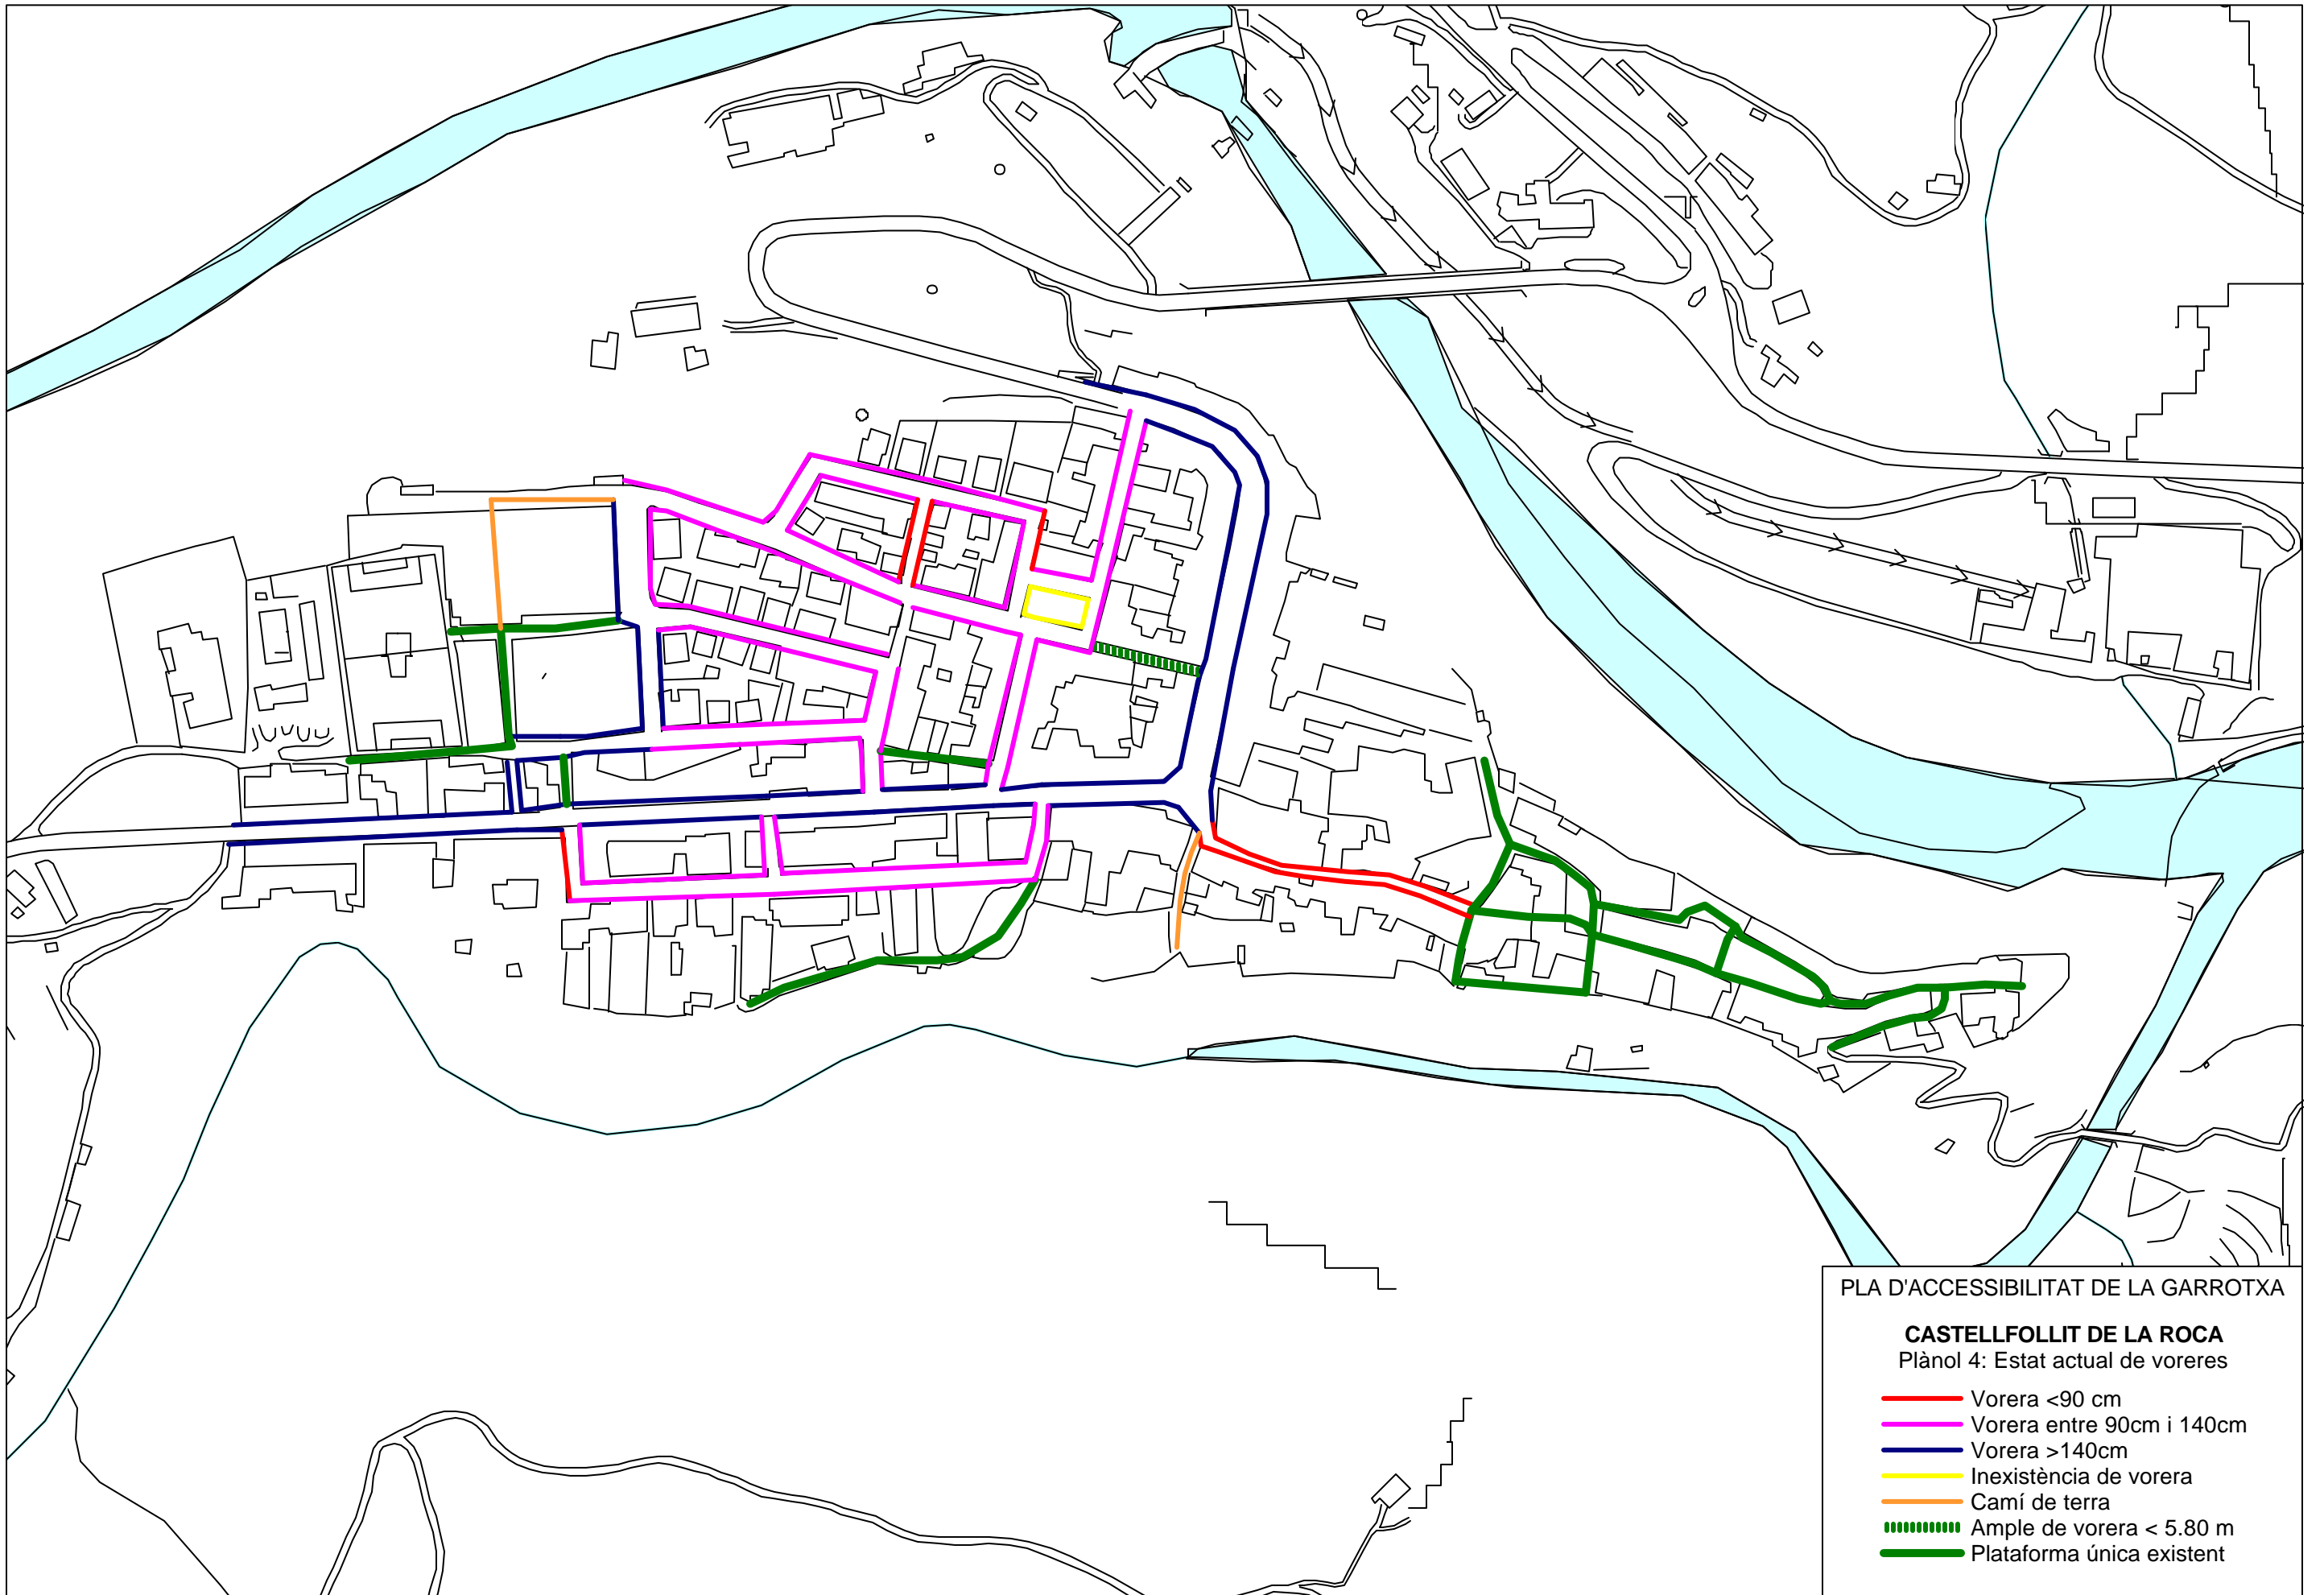 PLA D'ACCESSIBILITAT DE LA GARROTXA
CASTELLFOLLIT DE LA ROCA
Plànol 4: Estat actual de voreres
Vorera <90 cm
Vorera entre 90cm i 140cm
Vorera >140cm
Inexistència de vorera
Camí de terra
Ample de vorera < 5.80 m
Plataforma única existent